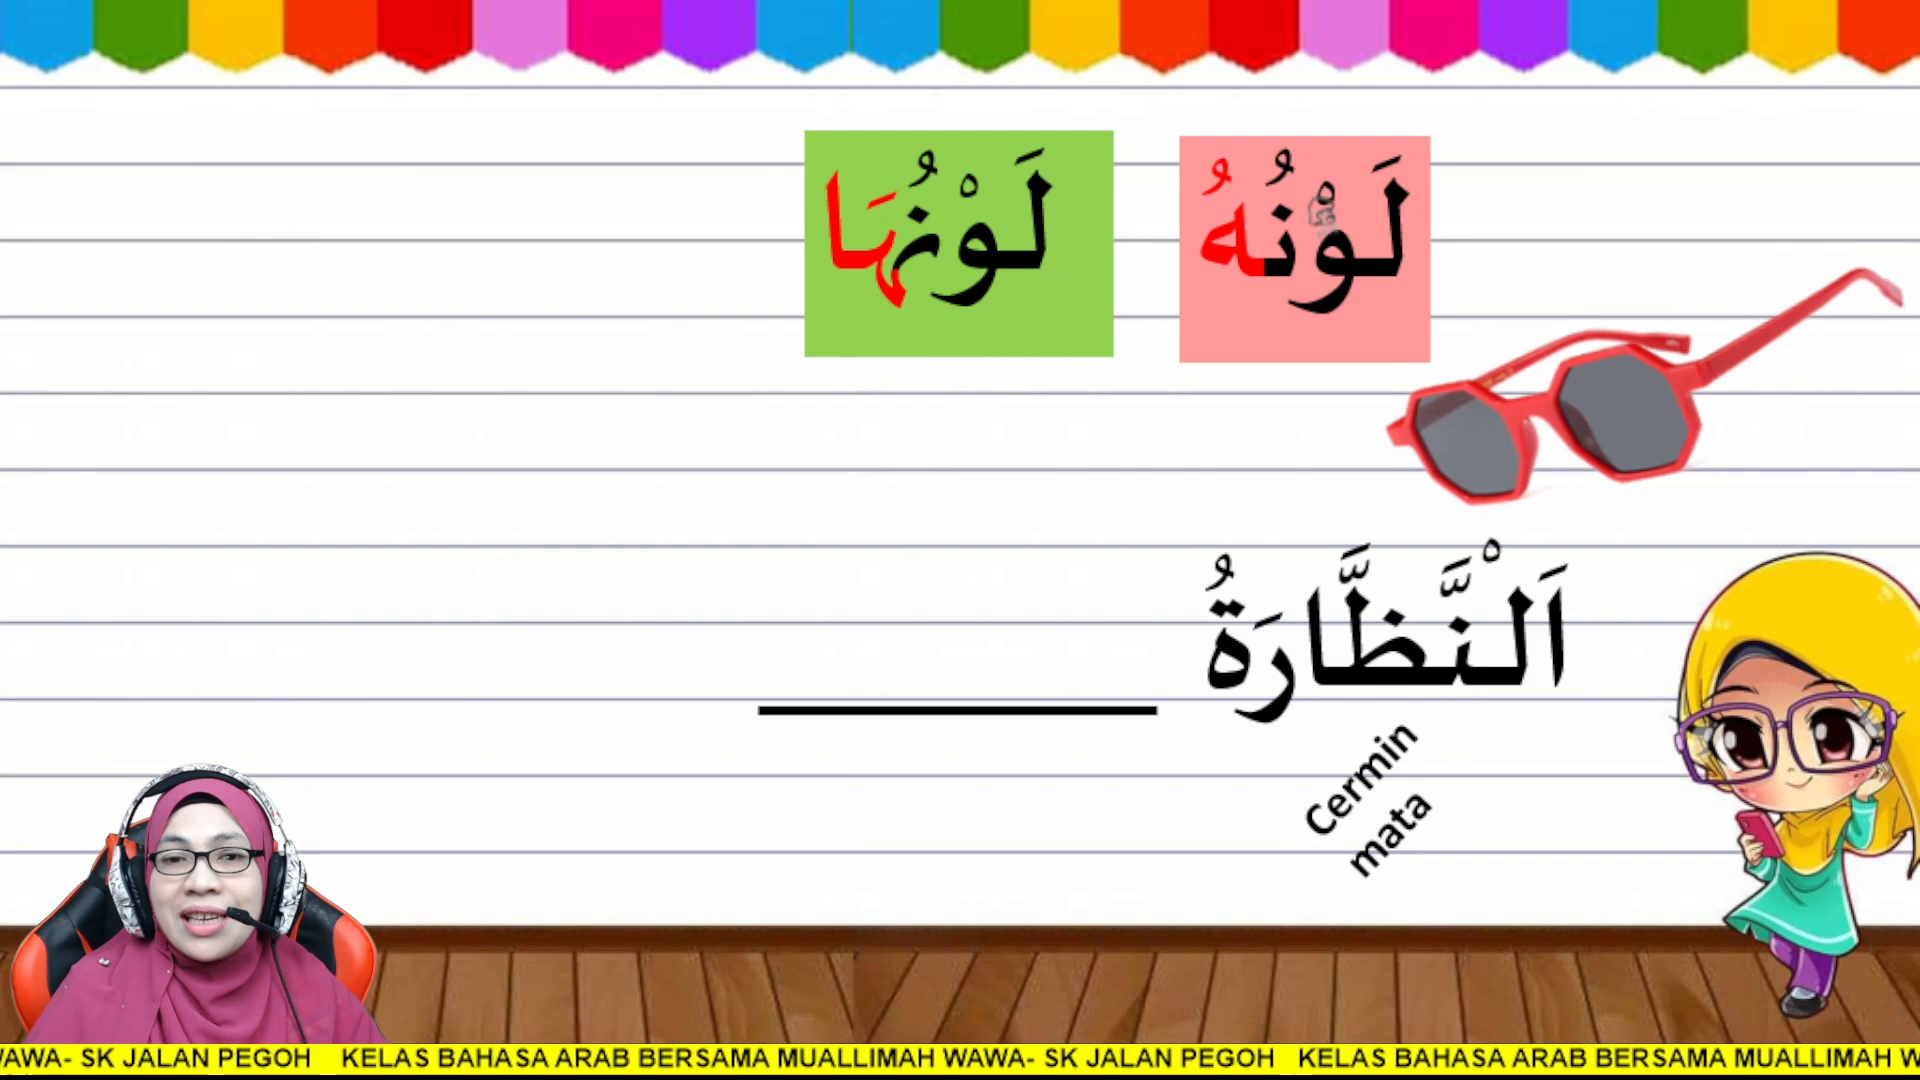 لَوْنُهُ
لَوْنُهَا
اَلْنَّظَّارَةُ
Cermin
mata
WAWA- SK JALAN PEGOH KELAS BAHASA ARAB BERSAMA MUALLIMAH WAWA- SK JALAN PEGOH KELAS BAHASA ARAB BERSAMA MUALLIMAH W